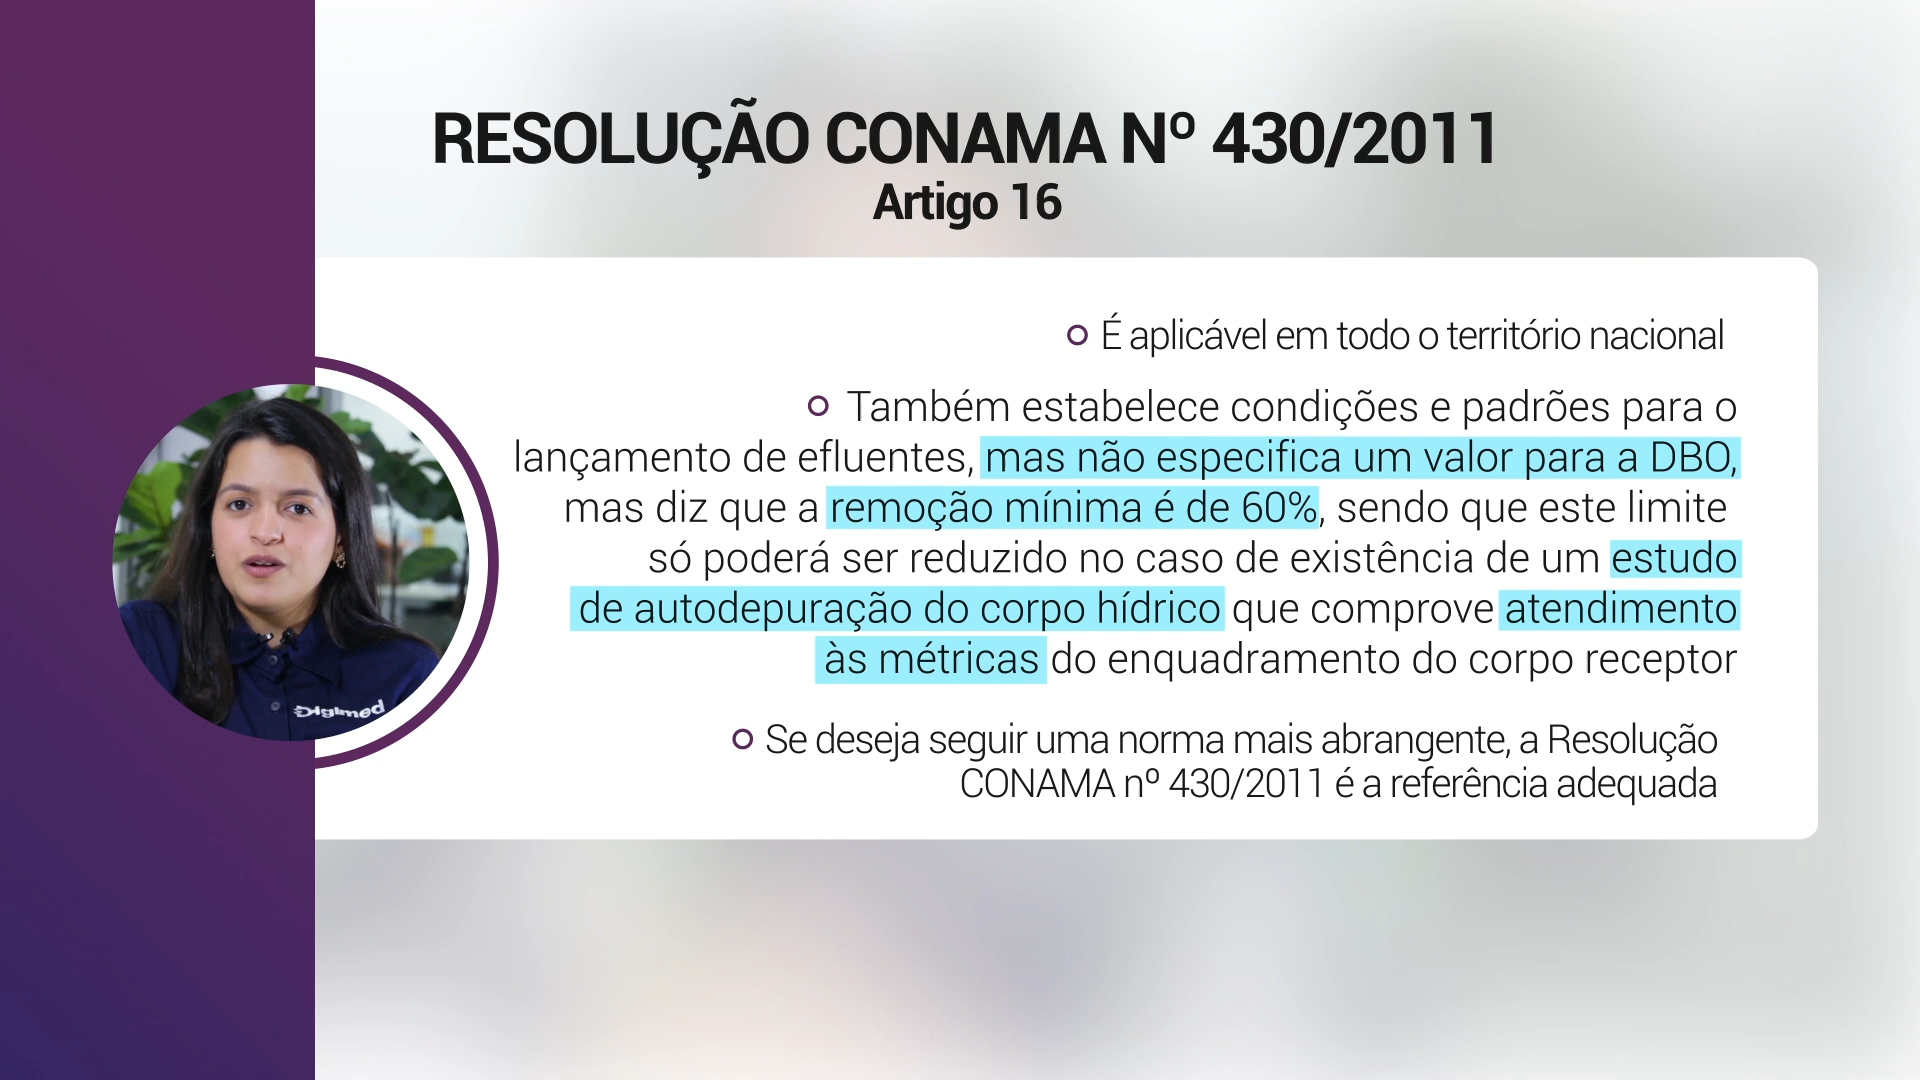 RESOLUÇÃO CONAMA Nº 430/2011
Artigo 16
É aplicável em todo o território nacional
Também estabelece condições e padrões para o
lançamento de efluentes, mas não especifica um valor para a DBO,
mas diz que a remoção mínima é de 60%, sendo que este limite
só poderá ser reduzido no caso de existência de um estudo
de autodepuração do corpo hídrico que comprove atendimento
às métricas do enquadramento do corpo receptor
Se deseja seguir uma norma mais abrangente, a Resolução
CONAMA nº 430/2011 é a referência adequada
Digimed